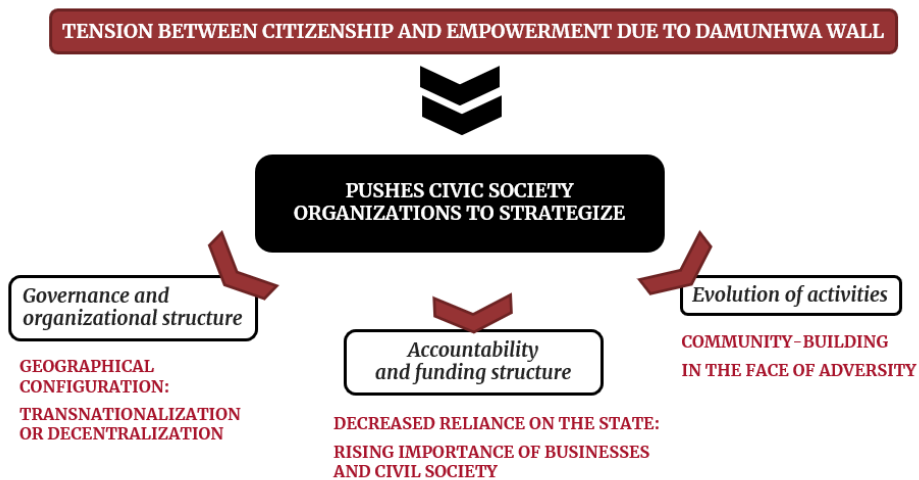 TENSION BETWEEN CITIZENSHIP AND EMPOWERMENT DUE TO DAMUNHWA WALL
PUSHES CIVIC SOCIETY
ORGANIZATIONS TO STRATEGIZE
Governance and
organizational structure
GEOGRAPHICAL
CONFIGURATION:
TRANSNATIONALIZATION
OR DECENTRALIZATION
Accountability
and funding structure
DECREASED RELIANCE ON THE STATE:
RISING IMPORTANCE OF BUSINESSES
AND CIVIL SOCIETY
Evolution of activities
COMMUNITY-BUILDING
IN THE FACE OF ADVERSITY